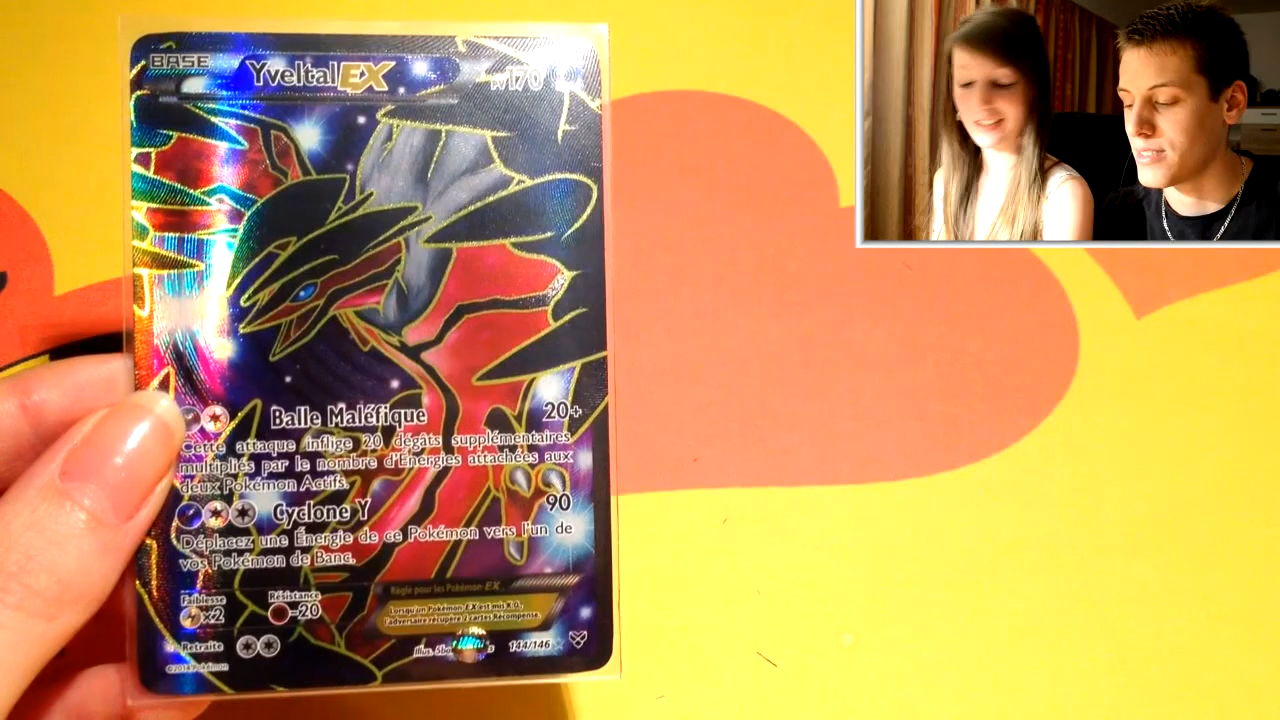 BASE YveltalEX PV170
Balle Maléfique 20+
Cette attaque inflige 20 dégâts supplémentaires
multipliés par le nombre d'Énergies attachées aux
deux Pokémon Actifs.
Cyclone Y 90
Déplacez une Énergie de ce Pokémon vers l'un de
vos Pokémon de Banc.
Règle pour les Pokémon-EX
Lorsqu'un Pokémon-EX est mis K.O.,
l'adversaire récupère 2 cartes Récompense.
Faiblesse Résistance
×2 -20
Retraite
Illus. 144/146
©2014 Pokémon